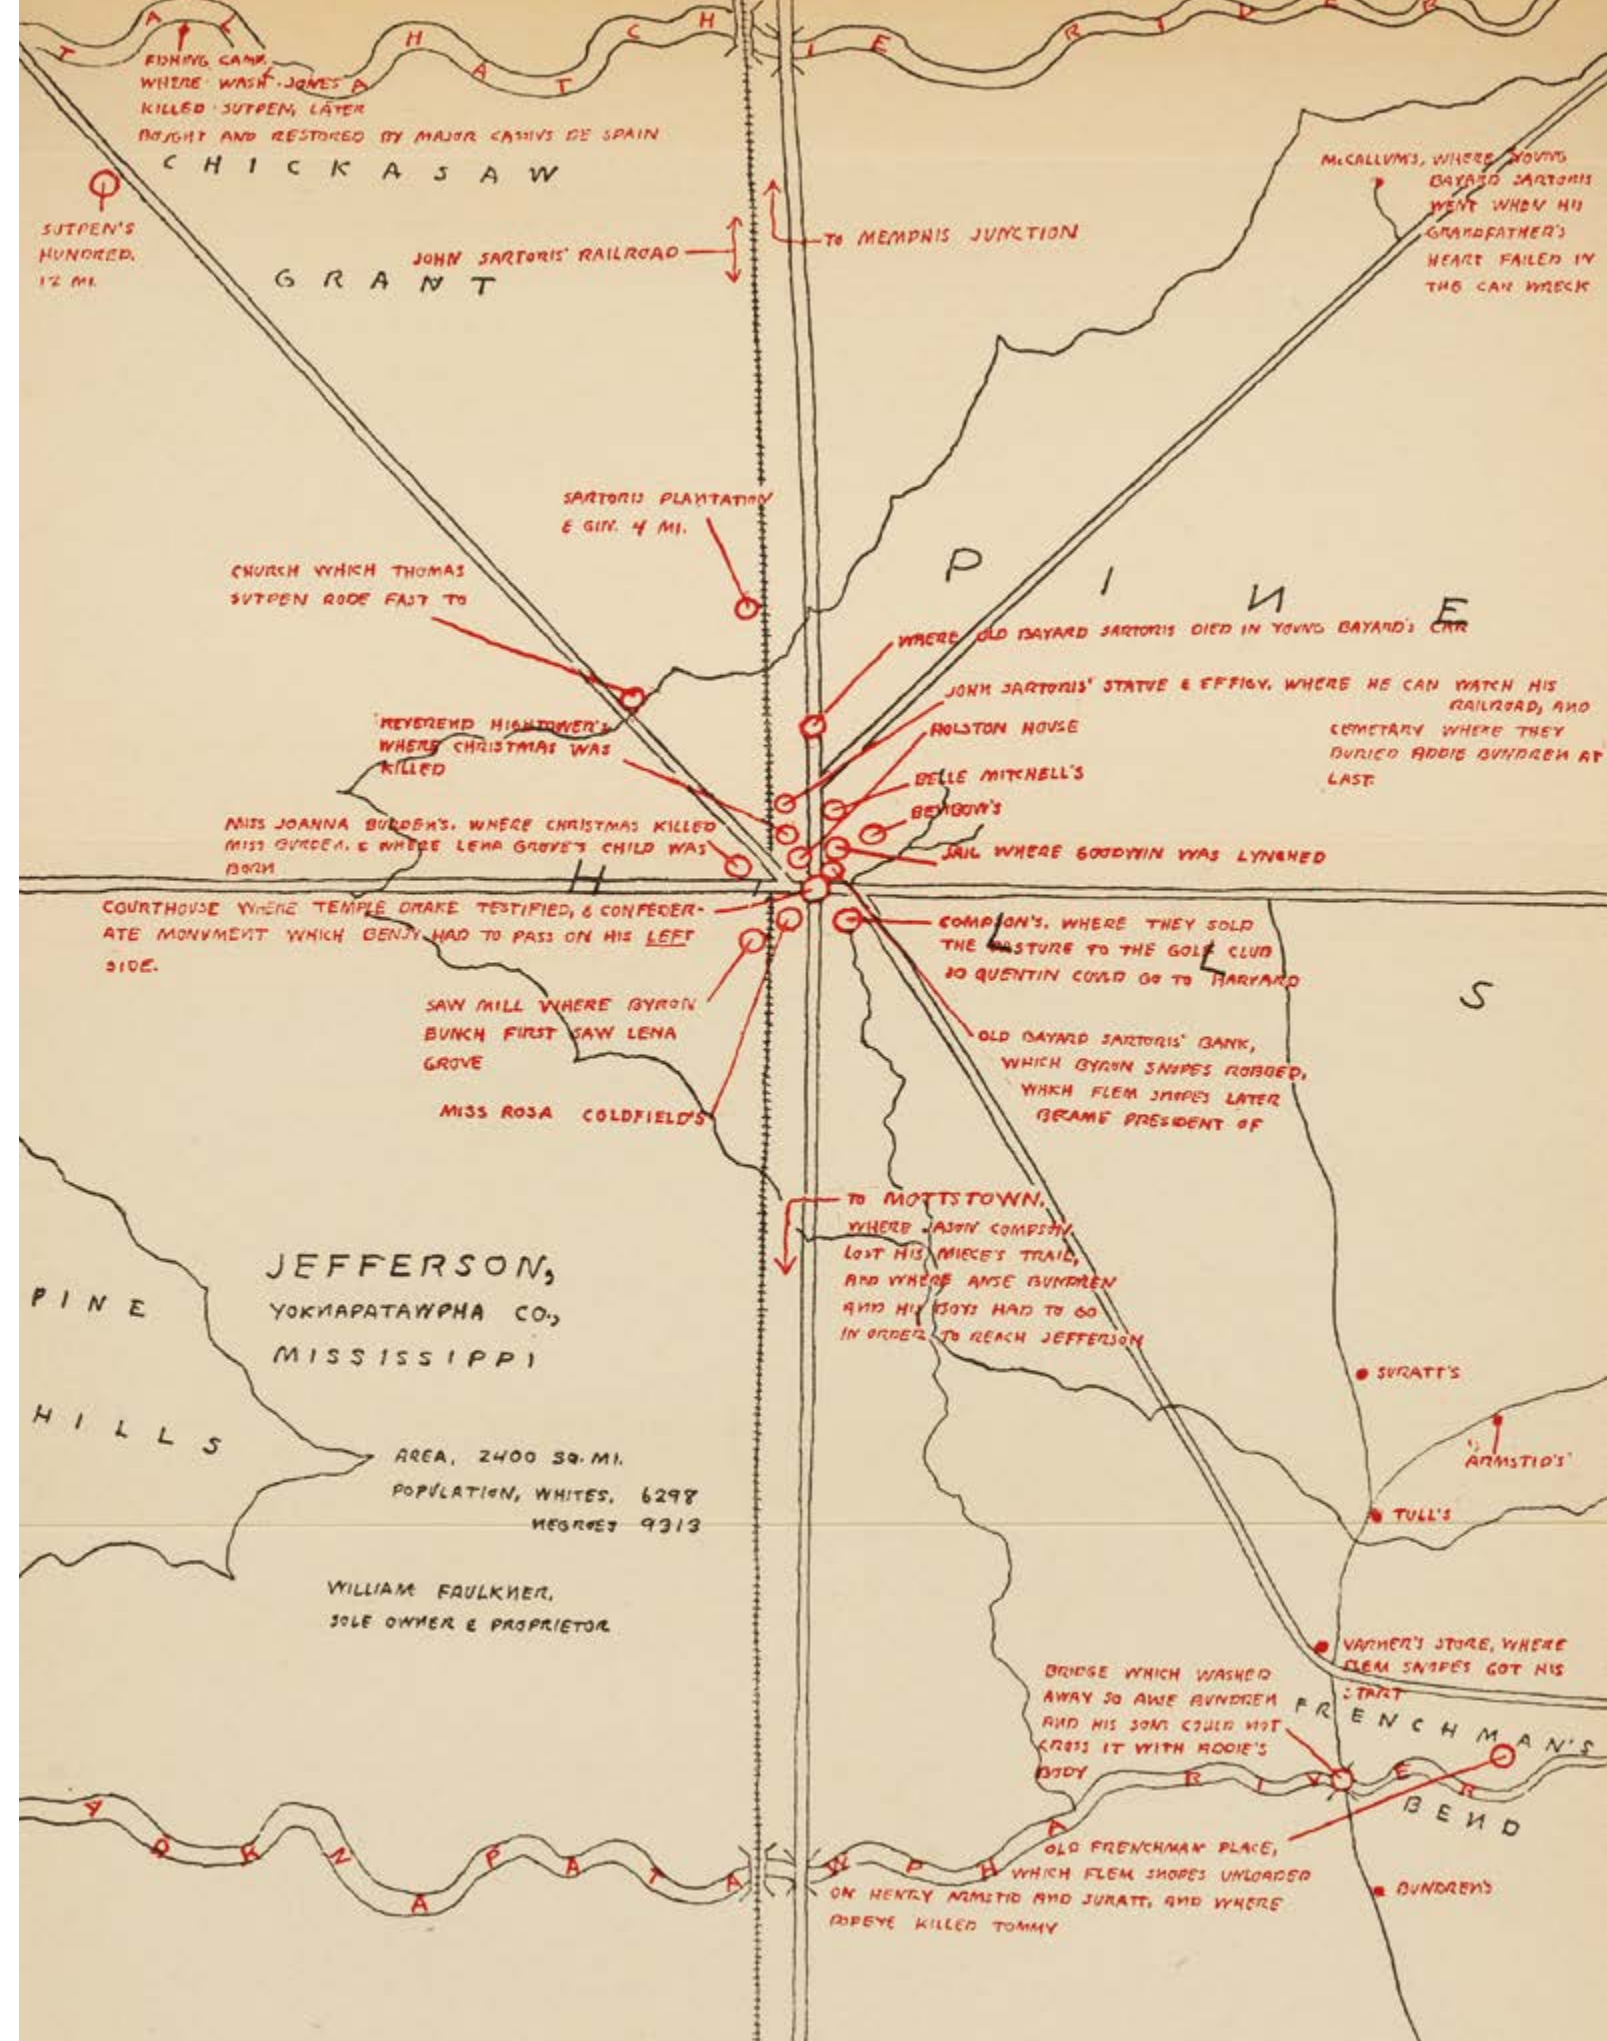 TALLAHATCHIE RIVER
FISHING CAMP
WHERE WASH JONES
KILLED SUTPEN, LATER
BOUGHT AND RESTORED BY MAJOR CASSIUS DE SPAIN
CHICKASAW
GRANT
SUTPEN'S
HUNDRED,
12 MI.
JOHN SARTORIS' RAILROAD
TO MEMPHIS JUNCTION
McCALLUM'S, WHERE YOUNG
BAYARD SARTORIS
WENT WHEN HIS
GRANDFATHER'S
HEART FAILED IN
THE CAR WRECK
SARTORIS PLANTATION
& GIN. 4 MI.
CHURCH WHICH THOMAS
SUTPEN RODE FAST TO
PINE
WHERE OLD BAYARD SARTORIS DIED IN YOUNG BAYARD'S CAR
JOHN SARTORIS' STATUE & EFFIGY. WHERE HE CAN WATCH HIS
RAILROAD, AND
CEMETARY WHERE THEY
BURIED ADDIE BUNDREN AT
LAST.
REVEREND HIGHTOWER'S,
WHERE CHRISTMAS WAS
KILLED
HOLSTON HOUSE
BELLE MITCHELL'S
BENBOW'S
MISS JOANNA BURDEN'S. WHERE CHRISTMAS KILLED
MISS BURDEN, & WHERE LENA GROVE'S CHILD WAS
BORN
JAIL WHERE GOODWIN WAS LYNCHED
HILLS
COURTHOUSE WHERE TEMPLE DRAKE TESTIFIED, & CONFEDER-
ATE MONUMENT WHICH BENJY HAD TO PASS ON HIS LEFT
SIDE.
COMPSON'S. WHERE THEY SOLD
THE PASTURE TO THE GOLF CLUB
SO QUENTIN COULD GO TO HARVARD
SAW MILL WHERE BYRON
BUNCH FIRST SAW LENA
GROVE
OLD BAYARD SARTORIS' BANK,
WHICH BYRON SNOPES ROBBED,
WHICH FLEM SNOPES LATER
BECAME PRESIDENT OF
MISS ROSA COLDFIELD'S
TO MOTTSTOWN,
WHERE JASON COMPSON
LOST HIS NIECE'S TRAIL,
AND WHERE ANSE BUNDREN
AND HIS BOYS HAD TO GO
IN ORDER TO REACH JEFFERSON
JEFFERSON,
YOKNAPATAWPHA CO.,
MISSISSIPPI
PINE
HILLS
AREA, 2400 SQ. MI.
POPULATION, WHITES, 6298
NEGROES 9313
WILLIAM FAULKNER,
SOLE OWNER & PROPRIETOR
SURATT'S
ARMSTID'S
TULL'S
VARNER'S STORE, WHERE
FLEM SNOPES GOT HIS
START
BRIDGE WHICH WASHED
AWAY SO ANSE BUNDREN
AND HIS SONS COULD NOT
CROSS IT WITH ADDIE'S
BODY
FRENCHMAN'S
BEND
YOKNAPATAWPHA RIVER
OLD FRENCHMAN PLACE,
WHICH FLEM SNOPES UNLOADED
ON HENRY ARMSTID AND SURATT, AND WHERE
POPEYE KILLED TOMMY
BUNDREN'S